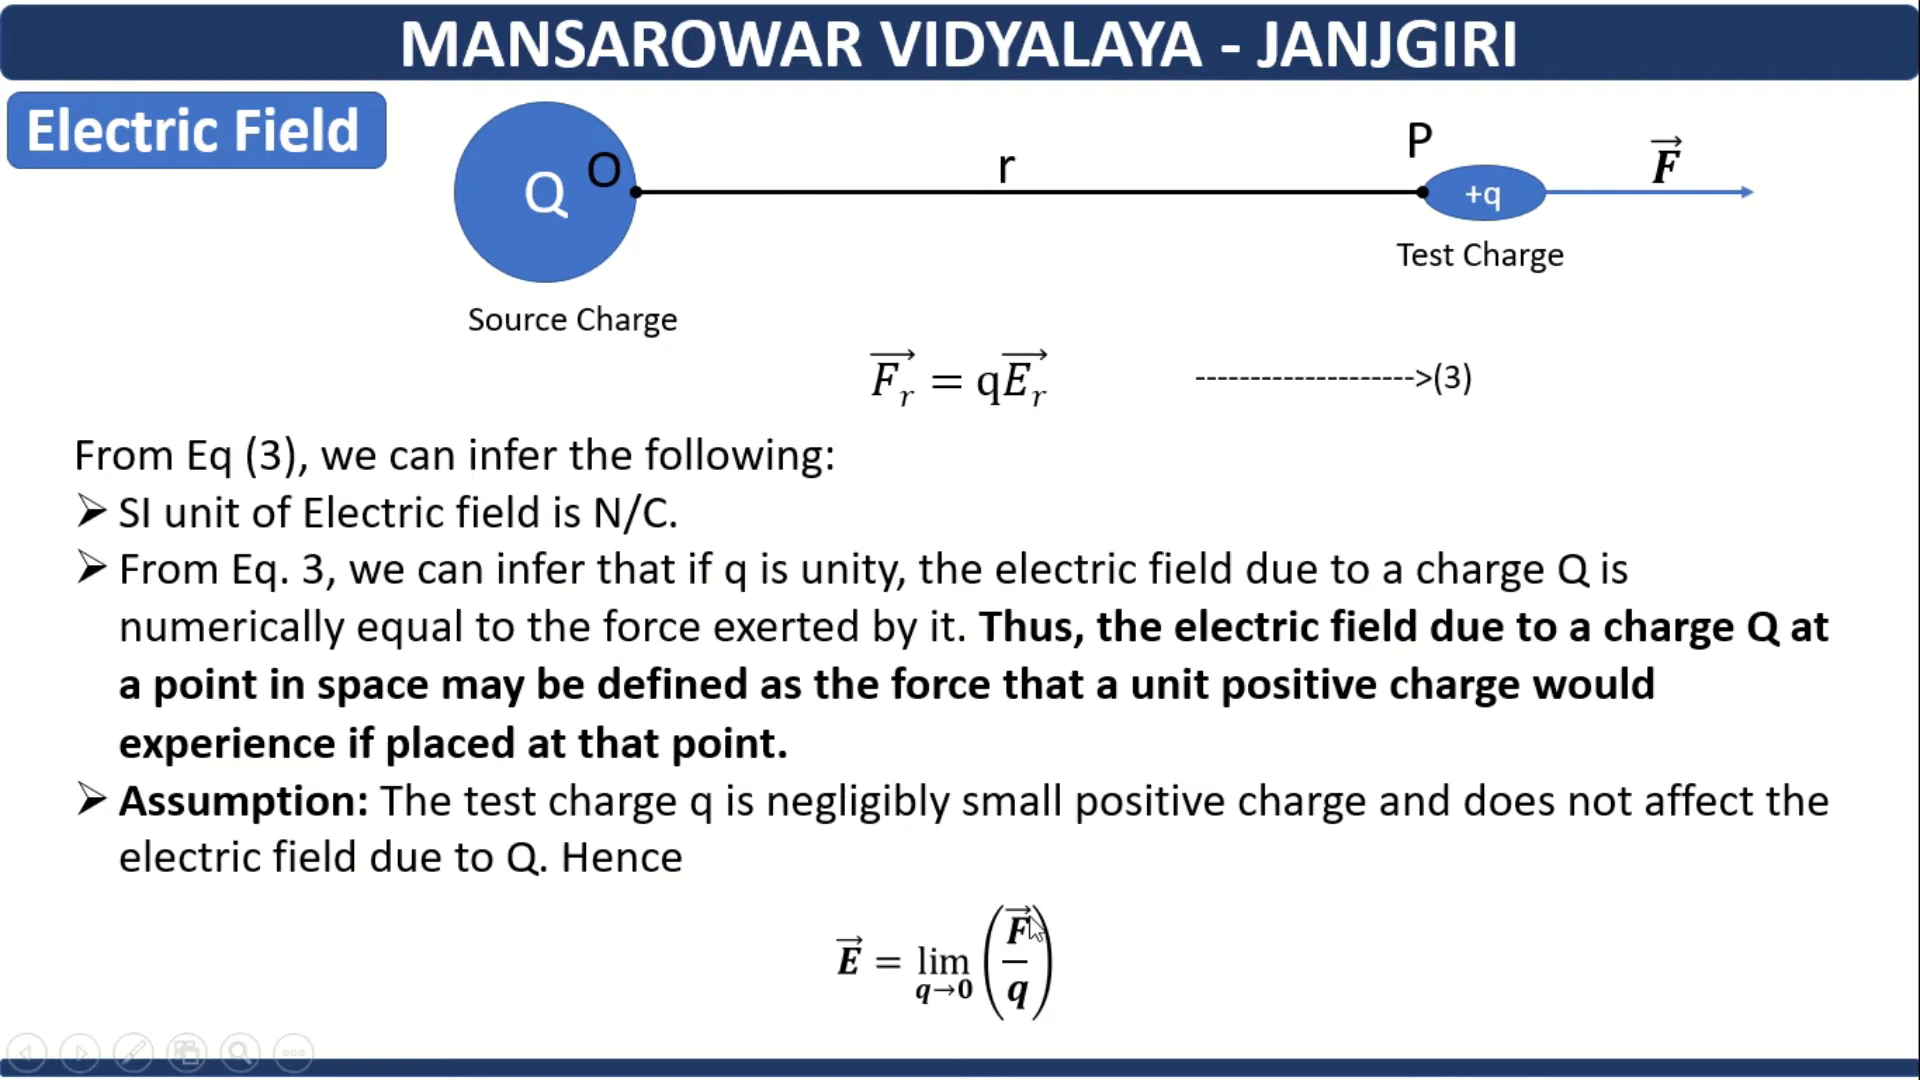 MANSAROWAR VIDYALAYA - JANJGIRI
Electric Field
Q
O
r
P
+q
F⃗
Test Charge
Source Charge
F⃗ᵣ = qE⃗ᵣ -------------------->(3)
From Eq (3), we can infer the following:
➢ SI unit of Electric field is N/C.
➢ From Eq. 3, we can infer that if q is unity, the electric field due to a charge Q is
numerically equal to the force exerted by it. Thus, the electric field due to a charge Q at
a point in space may be defined as the force that a unit positive charge would
experience if placed at that point.
➢ Assumption: The test charge q is negligibly small positive charge and does not affect the
electric field due to Q. Hence
E⃗ = lim q→0 (F⃗/q)